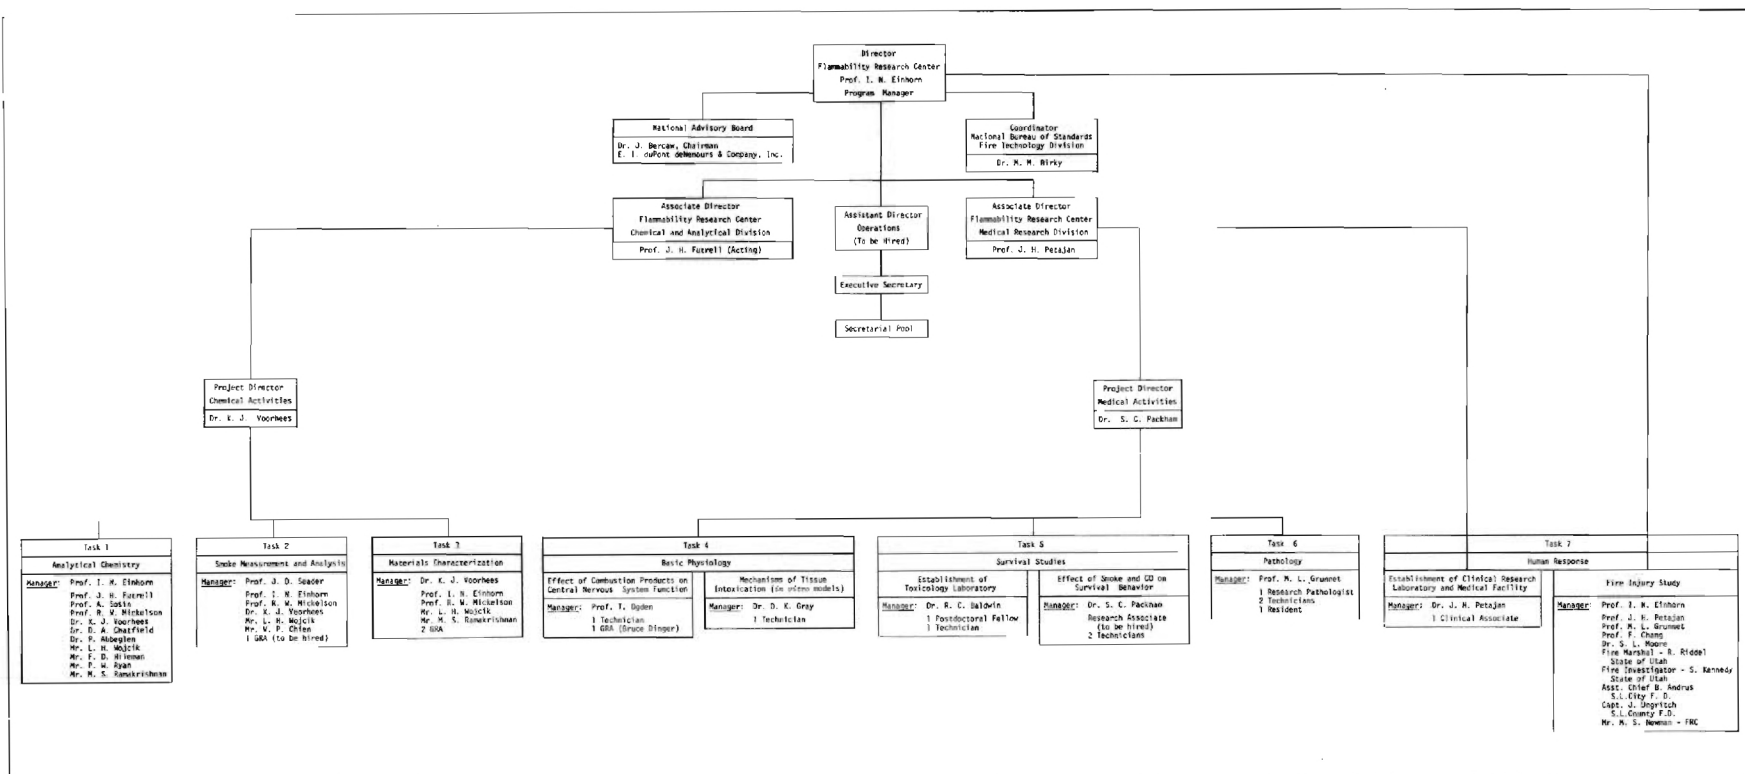 Director
Flammability Research Center
Prof. I. N. Einhorn
Program Manager
National Advisory Board
Dr. J. Bercaw, Chairman
E. I. duPont deNemours & Company, Inc.
Coordinator
National Bureau of Standards
Fire Technology Division
Dr. M. M. Birky
Associate Director
Flammability Research Center
Chemical and Analytical Division
Prof. J. H. Futrell (Acting)
Assistant Director
Operations
(To be Hired)
Associate Director
Flammability Research Center
Medical Research Division
Prof. J. H. Petajan
Executive Secretary
Secretarial Pool
Project Director
Chemical Activities
Dr. K. J. Voorhees
Project Director
Medical Activities
Dr. S. C. Packham
Task 1
Analytical Chemistry
Manager: Prof. I. N. Einhorn
Prof. J. H. Futrell
Prof. A. Sosin
Prof. R. W. Mickelson
Dr. K. J. Voorhees
Dr. D. A. Chatfield
Dr. P. Abbeglen
Mr. L. H. Wojcik
Mr. F. D. Hileman
Mr. P. W. Ryan
Mr. M. S. Ramakrishnan
Task 2
Smoke Measurement and Analysis
Manager: Prof. J. D. Seader
Prof. I. N. Einhorn
Prof. R. W. Mickelson
Dr. K. J. Voorhees
Mr. L. H. Wojcik
Mr. W. P. Chien
1 GRA (to be hired)
Task 3
Materials Characterization
Manager: Dr. K. J. Voorhees
Prof. I. N. Einhorn
Prof. R. W. Mickelson
Mr. L. H. Wojcik
Mr. M. S. Ramakrishnan
2 GRA
Task 4
Basic Physiology
Effect of Combustion Products on
Central Nervous System Function
Manager: Prof. T. Ogden
1 Technician
1 GRA (Bruce Dinger)
Mechanisms of Tissue
Intoxication (in vitro models)
Manager: Dr. D. K. Gray
1 Technician
Task 5
Survival Studies
Establishment of
Toxicology Laboratory
Manager: Dr. R. C. Baldwin
1 Postdoctoral Fellow
1 Technician
Effect of Smoke and CO on
Survival Behavior
Manager: Dr. S. C. Packham
Research Associate
(to be hired)
2 Technicians
Task 6
Pathology
Manager: Prof. M. L. Grunnet
1 Research Pathologist
2 Technicians
1 Resident
Task 7
Human Response
Establishment of Clinical Research
Laboratory and Medical Facility
Manager: Dr. J. H. Petajan
1 Clinical Associate
Fire Injury Study
Manager: Prof. I. N. Einhorn
Prof. J. H. Petajan
Prof. M. L. Grunnet
Prof. F. Chang
Dr. S. L. Moore
Fire Marshal - R. Riddel
State of Utah
Fire Investigator - S. Kennedy
State of Utah
Asst. Chief B. Andrus
S.L.City F. D.
Capt. J. Ungritch
S.L.County F.D.
Mr. M. S. Newman - FRC